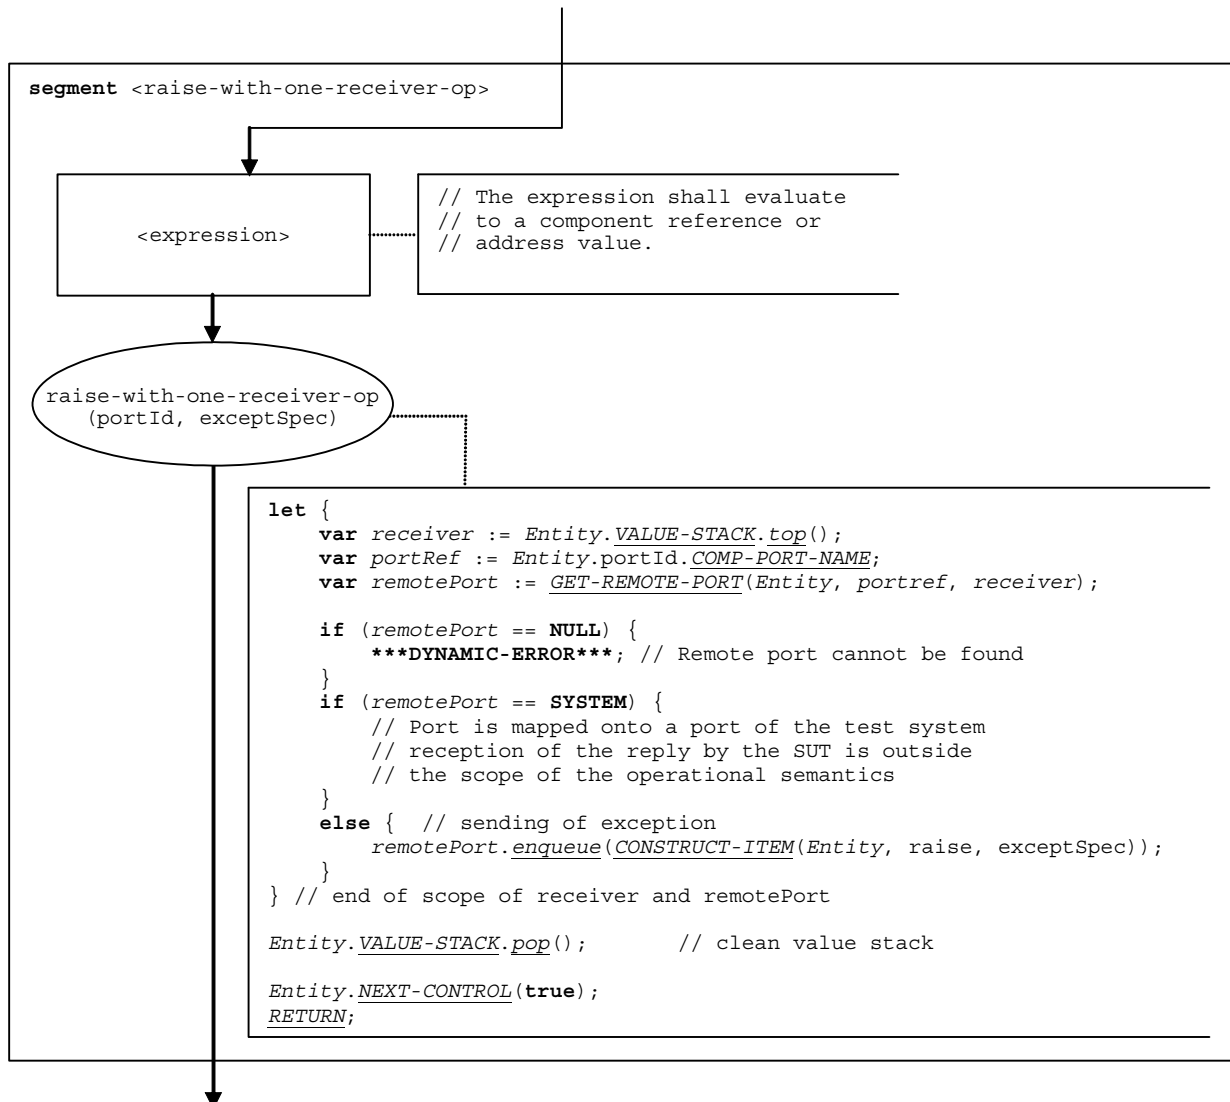 segment <raise-with-one-receiver-op>
<expression>
// The expression shall evaluate
// to a component reference or
// address value.
raise-with-one-receiver-op
(portId, exceptSpec)
let {
var receiver := Entity.VALUE-STACK.top();
var portRef := Entity.portId.COMP-PORT-NAME;
var remotePort := GET-REMOTE-PORT(Entity, portref, receiver);
if (remotePort == NULL) {
***DYNAMIC-ERROR***; // Remote port cannot be found
}
if (remotePort == SYSTEM) {
// Port is mapped onto a port of the test system
// reception of the reply by the SUT is outside
// the scope of the operational semantics
}
else { // sending of exception
remotePort.enqueue(CONSTRUCT-ITEM(Entity, raise, exceptSpec));
}
} // end of scope of receiver and remotePort
Entity.VALUE-STACK.pop(); // clean value stack
Entity.NEXT-CONTROL(true);
RETURN;